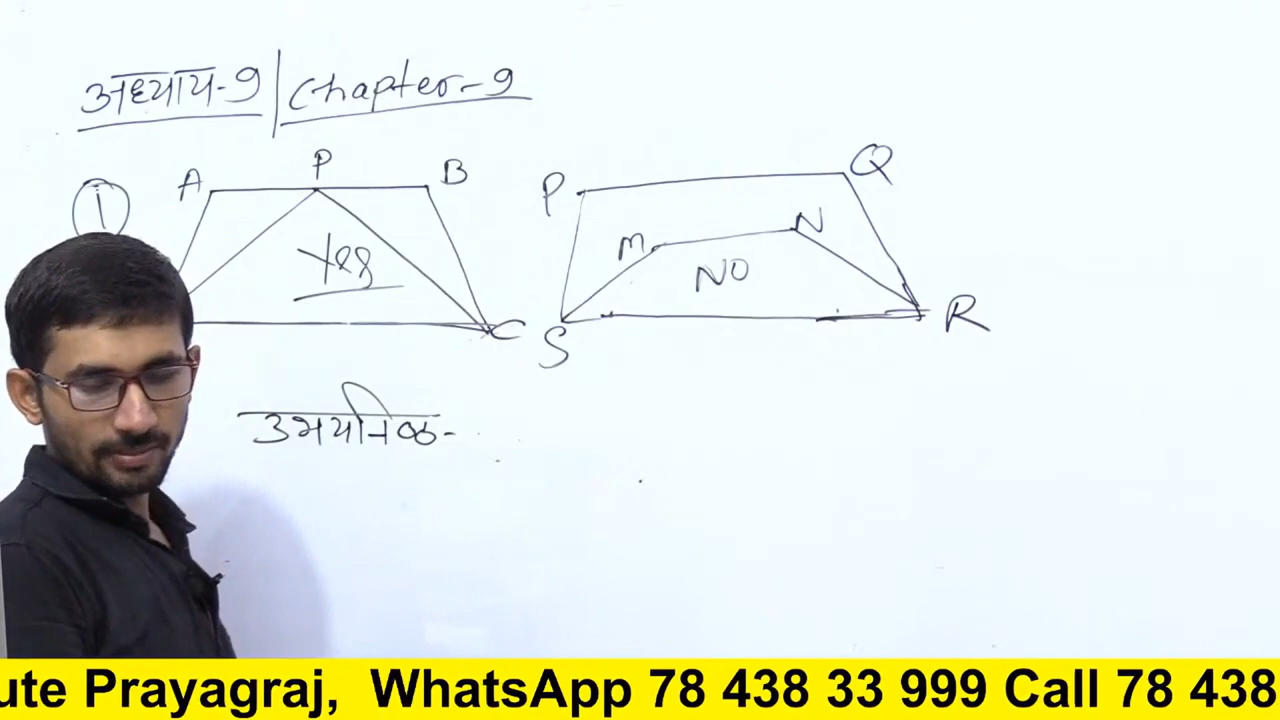 अध्याय-9 | Chapter-9
A P B
P Q
1
M N
Yes
NO
C
S
R
उभयनिष्ठ-
ute Prayagraj, WhatsApp 78 438 33 999 Call 78 438